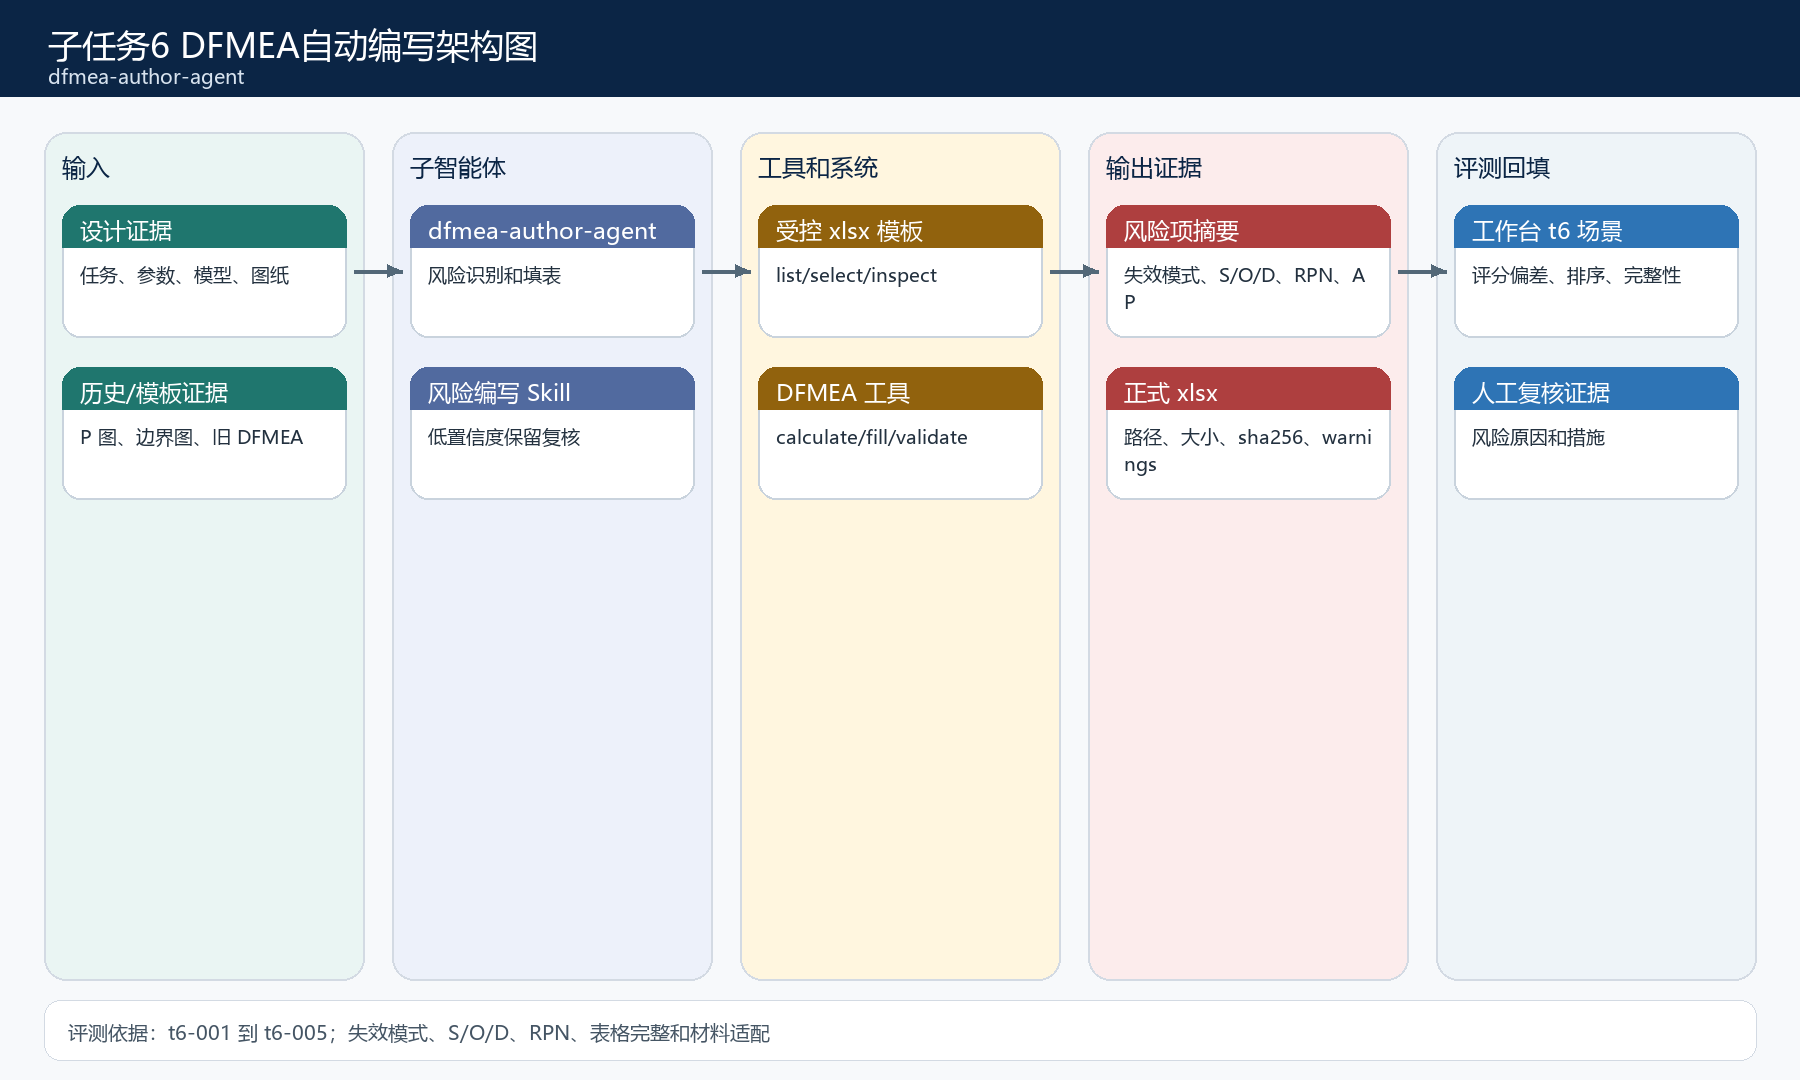 子任务6 DFMEA自动编写架构图
dfmea-author-agent
输入
设计证据
任务、参数、模型、图纸
历史/模板证据
P 图、边界图、旧 DFMEA
子智能体
dfmea-author-agent
风险识别和填表
风险编写 Skill
低置信度保留复核
工具和系统
受控 xlsx 模板
list/select/inspect
DFMEA 工具
calculate/fill/validate
输出证据
风险项摘要
失效模式、S/O/D、RPN、A
P
正式 xlsx
路径、大小、sha256、warni
ngs
评测回填
工作台 t6 场景
评分偏差、排序、完整性
人工复核证据
风险原因和措施
评测依据：t6-001 到 t6-005；失效模式、S/O/D、RPN、表格完整和材料适配